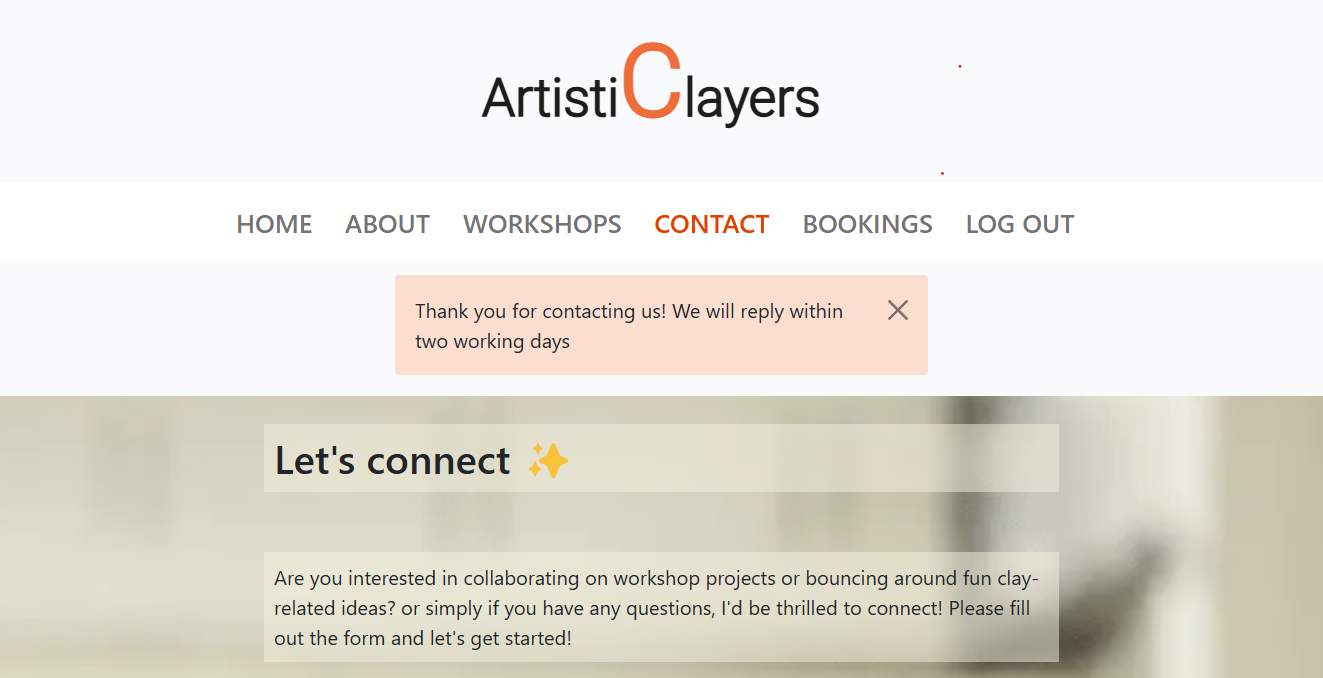 ArtistiClayers
HOME ABOUT WORKSHOPS CONTACT BOOKINGS LOG OUT
Thank you for contacting us! We will reply within
two working days
Let's connect ✨
Are you interested in collaborating on workshop projects or bouncing around fun clay-
related ideas? or simply if you have any questions, I'd be thrilled to connect! Please fill
out the form and let's get started!